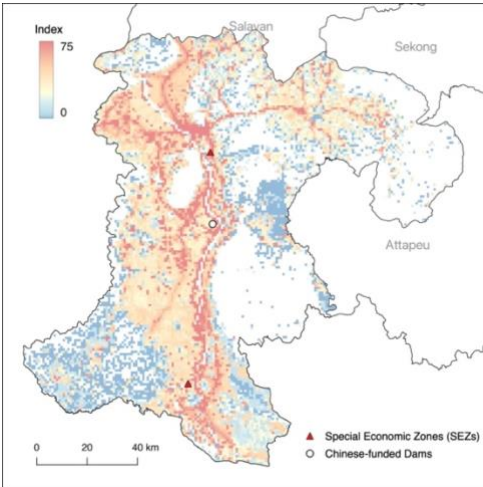 Salavan
Index
75
0
Sekong
Attapeu
Special Economic Zones (SEZs)
Chinese-funded Dams
0 20 40 km